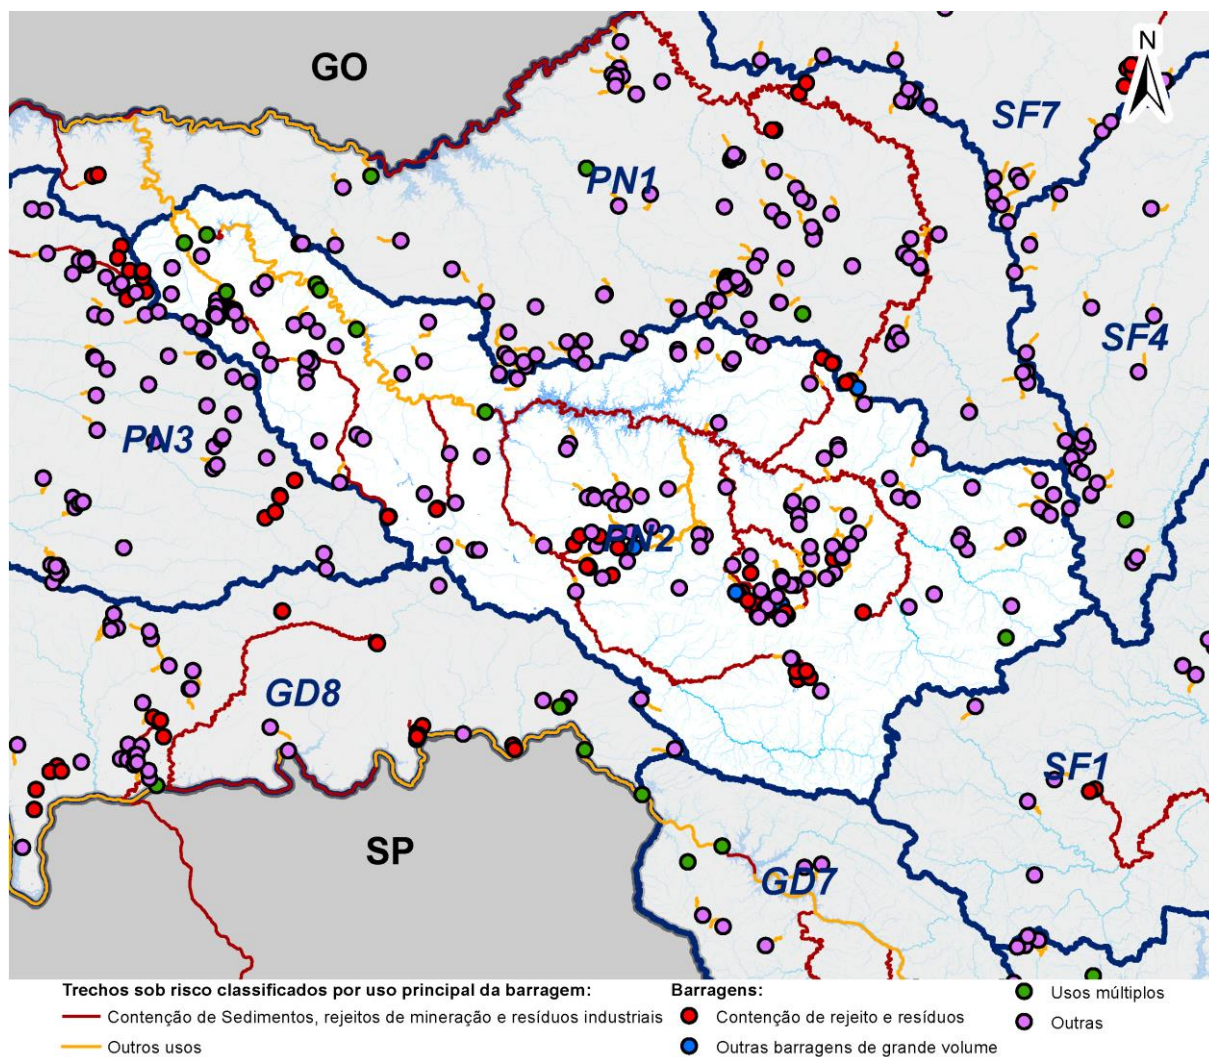 GO
N
SF7
PN1
SF4
PN3
PN2
GD8
SF1
SP
GD7
Trechos sob risco classificados por uso principal da barragem:
Contenção de Sedimentos, rejeitos de mineração e resíduos industriais
Outros usos
Barragens:
Contenção de rejeito e resíduos
Outras barragens de grande volume
Usos múltiplos
Outras